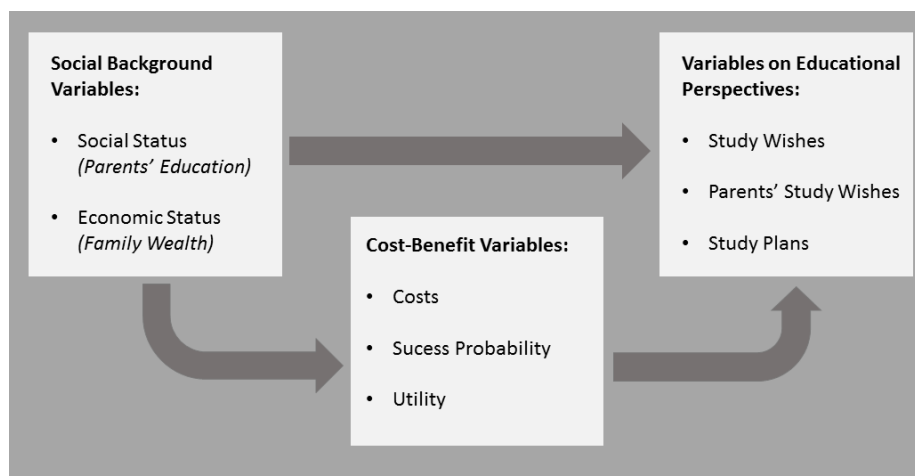 Social Background
Variables:
• Social Status
(Parents' Education)
• Economic Status
(Family Wealth)
Cost-Benefit Variables:
• Costs
• Sucess Probability
• Utility
Variables on Educational
Perspectives:
• Study Wishes
• Parents' Study Wishes
• Study Plans